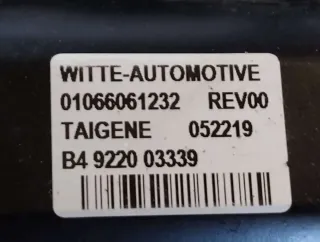 WITTE-AUTOMOTIVE
01066061232 REV00
TAIGENE 052219
B4 9220 03339